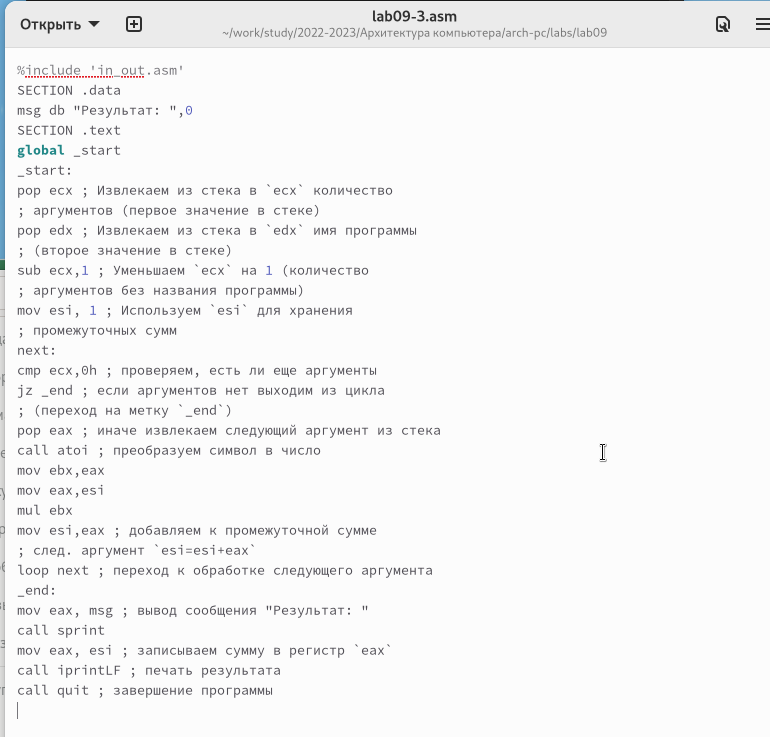 Открыть
lab09-3.asm
~/work/study/2022-2023/Архитектура компьютера/arch-pc/labs/lab09
%include 'in_out.asm'
SECTION .data
msg db "Результат: ",0
SECTION .text
global _start
_start:
pop ecx ; Извлекаем из стека в `ecx` количество
; аргументов (первое значение в стеке)
pop edx ; Извлекаем из стека в `edx` имя программы
; (второе значение в стеке)
sub ecx,1 ; Уменьшаем `ecx` на 1 (количество
; аргументов без названия программы)
mov esi, 1 ; Используем `esi` для хранения
; промежуточных сумм
next:
cmp ecx,0h ; проверяем, есть ли еще аргументы
jz _end ; если аргументов нет выходим из цикла
; (переход на метку `_end`)
pop eax ; иначе извлекаем следующий аргумент из стека
call atoi ; преобразуем символ в число
mov ebx,eax
mov eax,esi
mul ebx
mov esi,eax ; добавляем к промежуточной сумме
; след. аргумент `esi=esi+eax`
loop next ; переход к обработке следующего аргумента
_end:
mov eax, msg ; вывод сообщения "Результат: "
call sprint
mov eax, esi ; записываем сумму в регистр `eax`
call iprintLF ; печать результата
call quit ; завершение программы